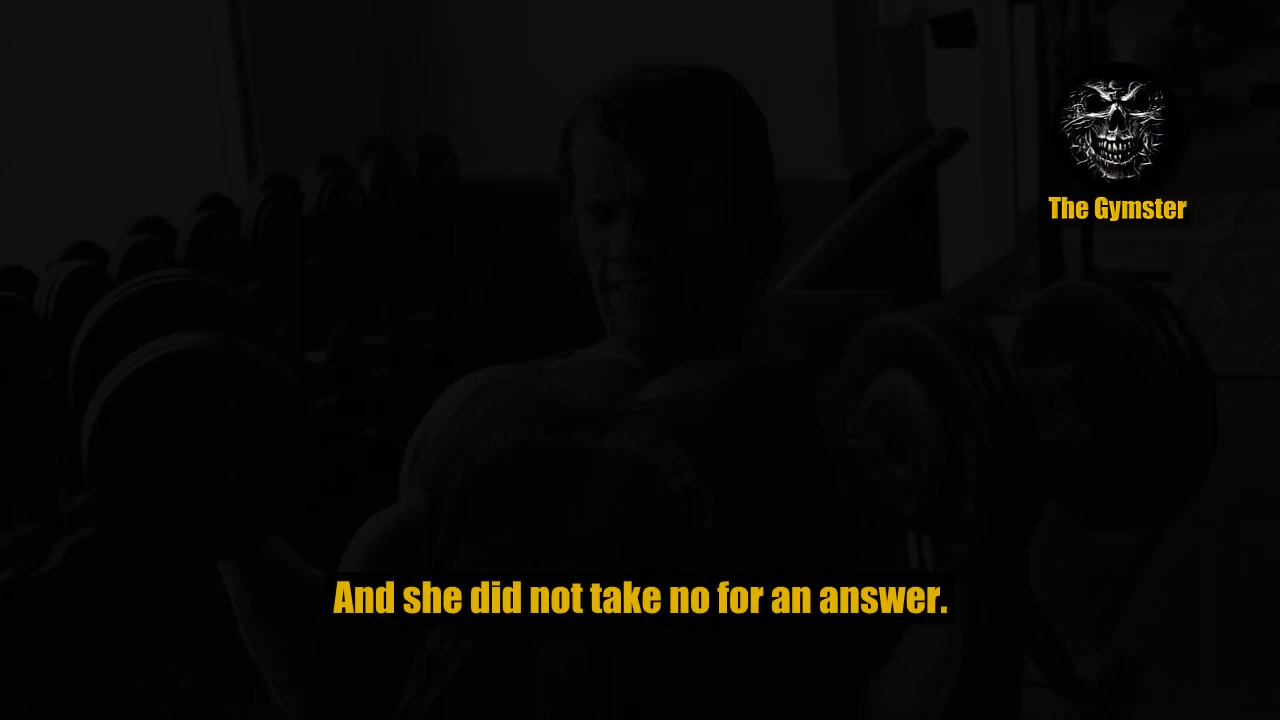 The Gymster
And she did not take no for an answer.